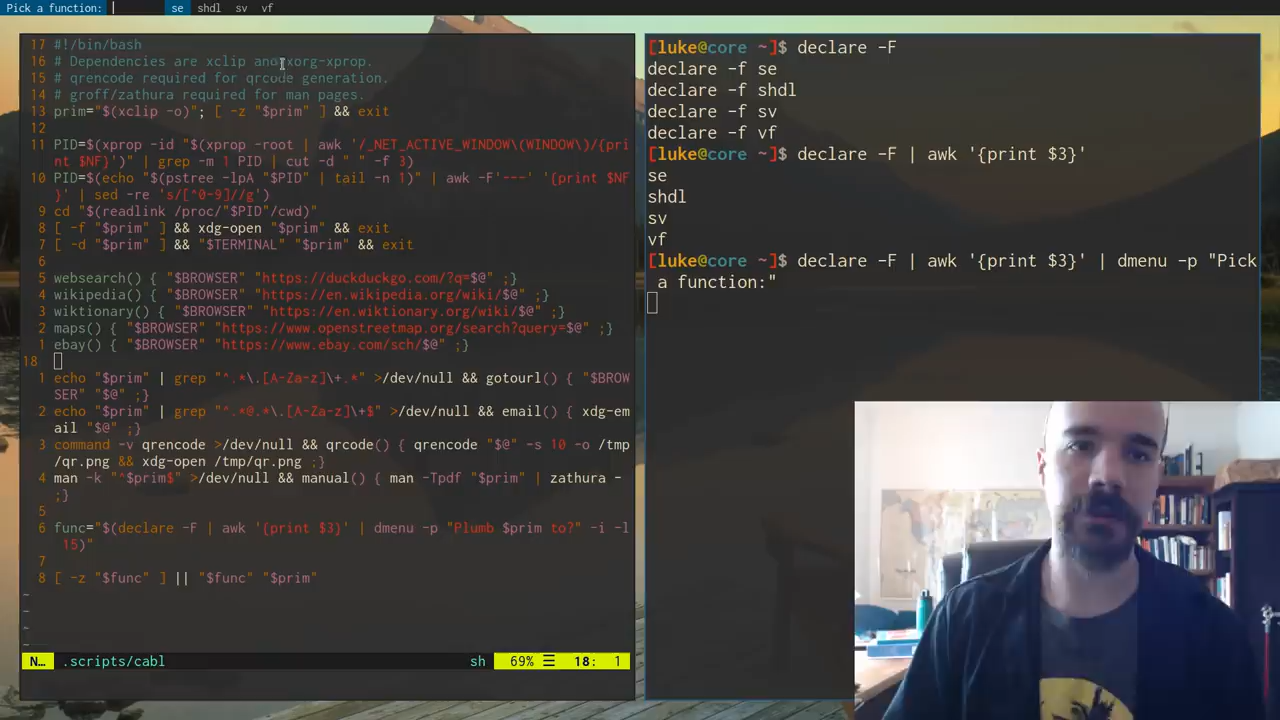 Pick a function: se shdl sv vf
17 #!/bin/bash
16 # Dependencies are xclip and xorg-xprop.
15 # qrencode required for qrcode generation.
14 # groff/zathura required for man pages.
13 prim="$(xclip -o)"; [ -z "$prim" ] && exit
12
11 PID=$(xprop -id "$(xprop -root | awk '/_NET_ACTIVE_WINDOW\(WINDOW\)/{pri
nt $NF}')" | grep -m 1 PID | cut -d " " -f 3)
10 PID=$(echo "$(pstree -lpA "$PID" | tail -n 1)" | awk -F'---' '{print $NF
}' | sed -re 's/[^0-9]//g')
9 cd "$(readlink /proc/"$PID"/cwd)"
8 [ -f "$prim" ] && xdg-open "$prim" && exit
7 [ -d "$prim" ] && "$TERMINAL" "$prim" && exit
6
5 websearch() { "$BROWSER" "https://duckduckgo.com/?q=$@" ;}
4 wikipedia() { "$BROWSER" "https://en.wikipedia.org/wiki/$@" ;}
3 wiktionary() { "$BROWSER" "https://en.wiktionary.org/wiki/$@" ;}
2 maps() { "$BROWSER" "https://www.openstreetmap.org/search?query=$@" ;}
1 ebay() { "$BROWSER" "https://www.ebay.com/sch/$@" ;}
18
1 echo "$prim" | grep "^.*\.[A-Za-z]\+.*" >/dev/null && gotourl() { "$BROW
SER" "$@" ;}
2 echo "$prim" | grep "^.*@.*\.[A-Za-z]\+$" >/dev/null && email() { xdg-em
ail "$@" ;}
3 command -v qrencode >/dev/null && qrcode() { qrencode "$@" -s 10 -o /tmp
/qr.png && xdg-open /tmp/qr.png ;}
4 man -k "^$prim$" >/dev/null && manual() { man -Tpdf "$prim" | zathura -
;}
5
6 func="$(declare -F | awk '{print $3}' | dmenu -p "Plumb $prim to?" -i -l
15)"
7
8 [ -z "$func" ] || "$func" "$prim"
~
~
~
~
N… .scripts/cabl sh 69% ☰ 18: 1
[luke@core ~]$ declare -F
declare -f se
declare -f shdl
declare -f sv
declare -f vf
[luke@core ~]$ declare -F | awk '{print $3}'
se
shdl
sv
vf
[luke@core ~]$ declare -F | awk '{print $3}' | dmenu -p "Pick
a function:"